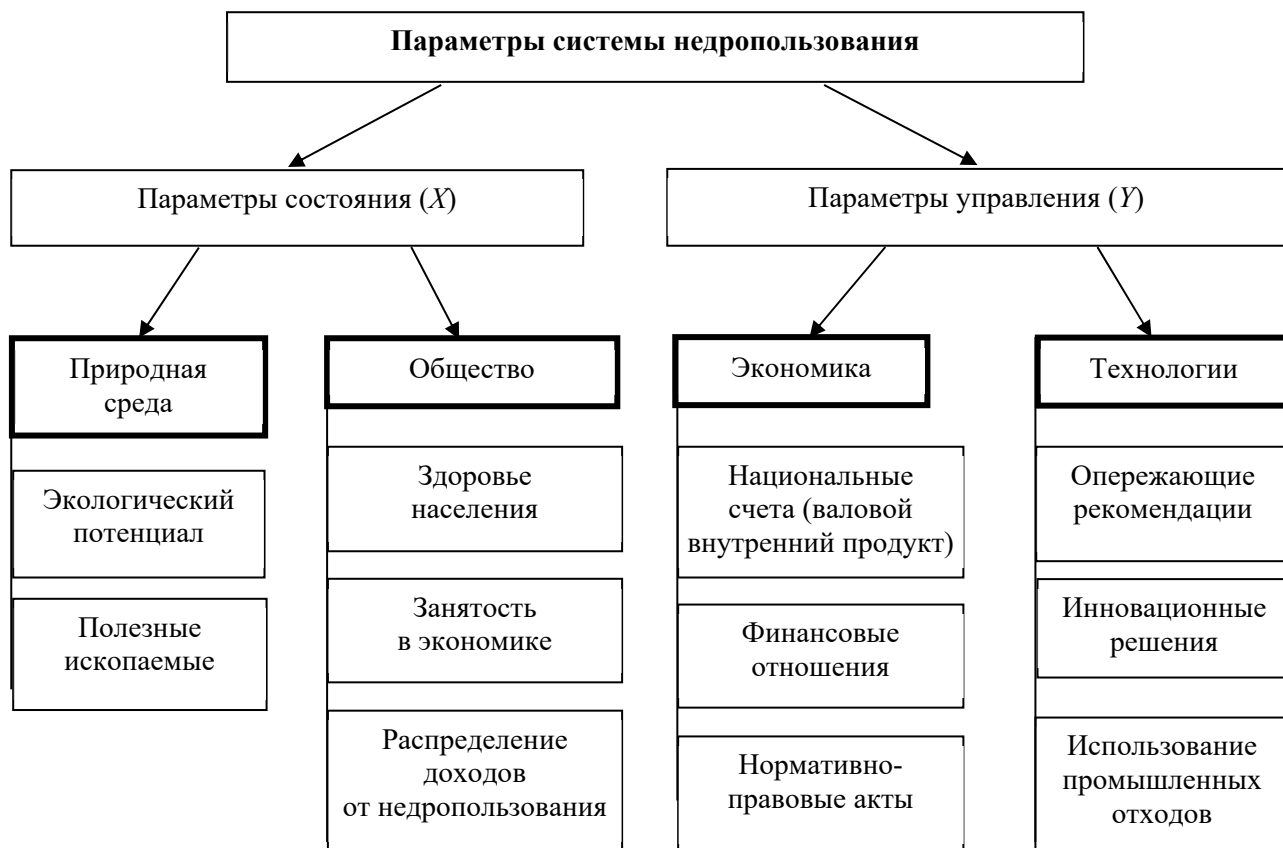 Параметры системы недропользования
Параметры состояния (X)
Параметры управления (Y)
Природная
среда
Экологический
потенциал
Полезные
ископаемые
Общество
Здоровье
населения
Занятость
в экономике
Распределение
доходов
от недропользования
Экономика
Национальные
счета (валовой
внутренний продукт)
Финансовые
отношения
Нормативно-
правовые акты
Технологии
Опережающие
рекомендации
Инновационные
решения
Использование
промышленных
отходов